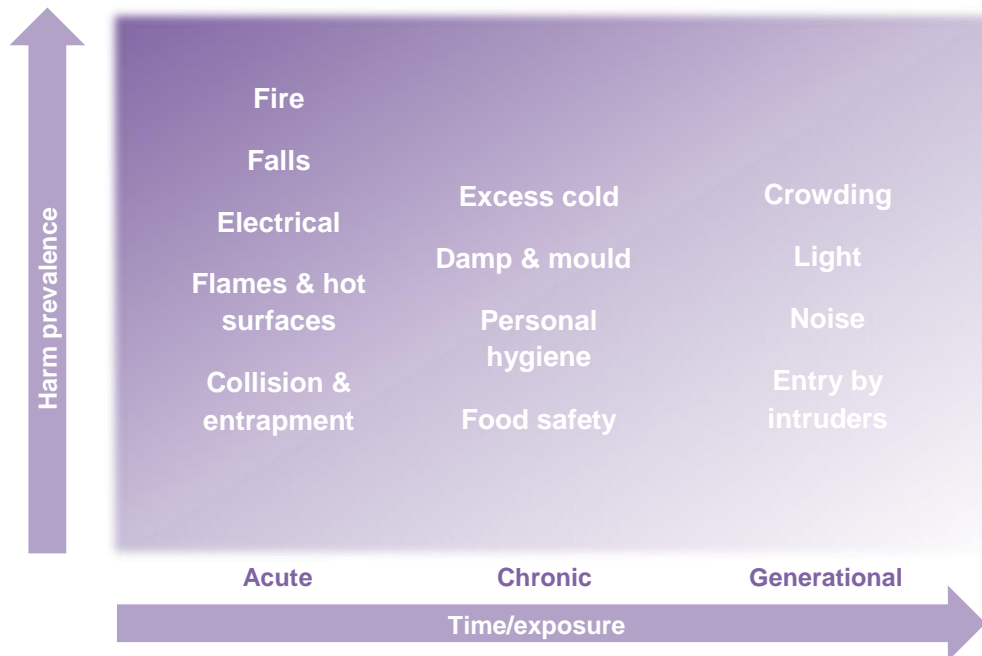 Harm prevalence
Fire
Falls
Electrical
Flames & hot
surfaces
Collision &
entrapment
Excess cold
Damp & mould
Personal
hygiene
Food safety
Crowding
Light
Noise
Entry by
intruders
Acute
Chronic
Generational
Time/exposure